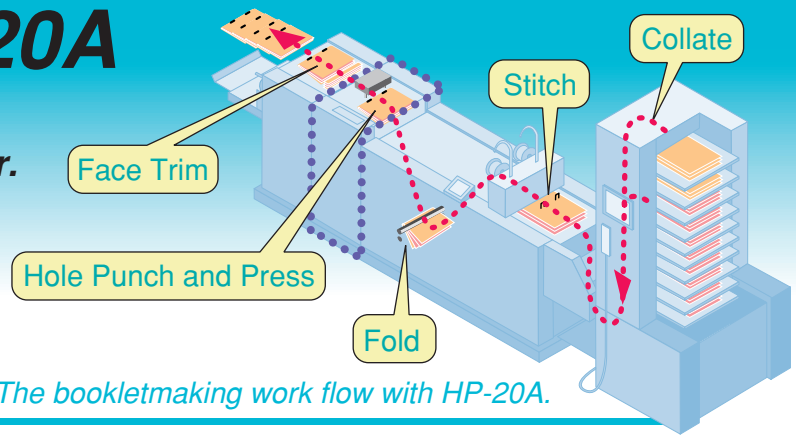 20A
r.
Collate
Stitch
Face Trim
Hole Punch and Press
Fold
The bookletmaking work flow with HP-20A.